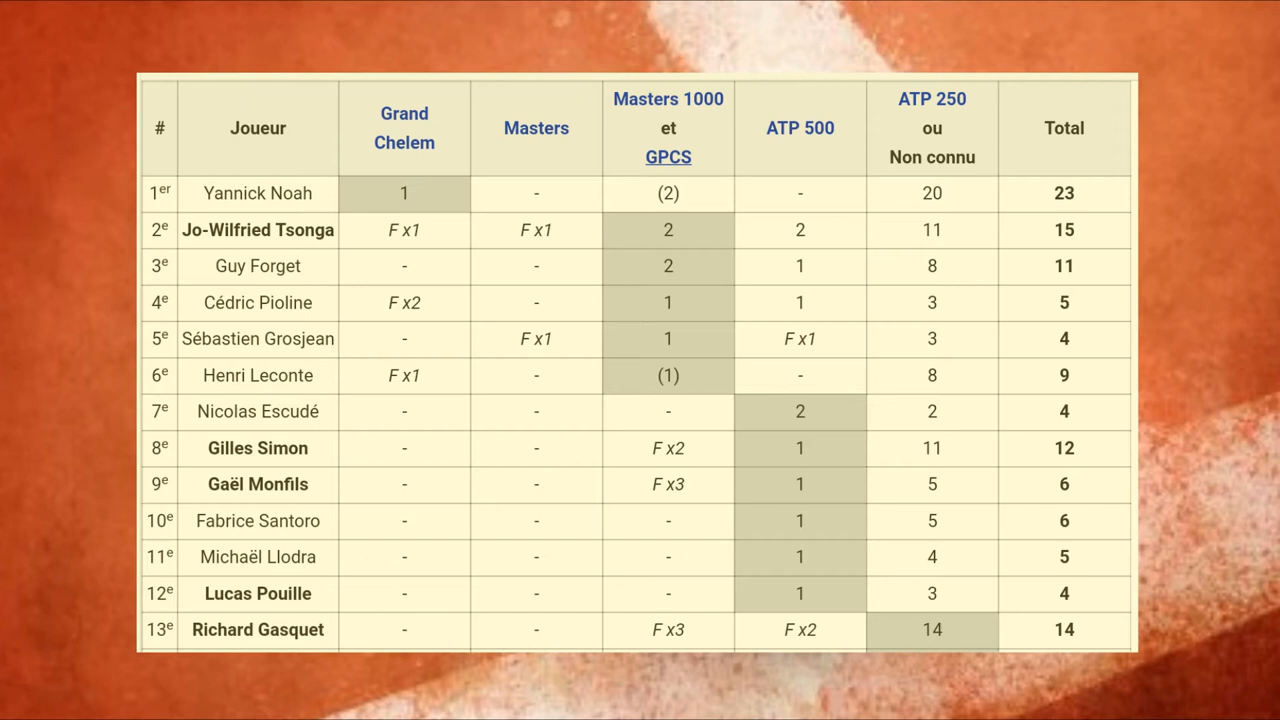 # Joueur Grand Chelem Masters Masters 1000 et GPCS ATP 500 ATP 250 ou Non connu Total
1er Yannick Noah 1 - (2) - 20 23
2e Jo-Wilfried Tsonga F x1 F x1 2 2 11 15
3e Guy Forget - - 2 1 8 11
4e Cédric Pioline F x2 - 1 1 3 5
5e Sébastien Grosjean - F x1 1 F x1 3 4
6e Henri Leconte F x1 - (1) - 8 9
7e Nicolas Escudé - - - 2 2 4
8e Gilles Simon - - F x2 1 11 12
9e Gaël Monfils - - F x3 1 5 6
10e Fabrice Santoro - - - 1 5 6
11e Michaël Llodra - - - 1 4 5
12e Lucas Pouille - - - 1 3 4
13e Richard Gasquet - - F x3 F x2 14 14